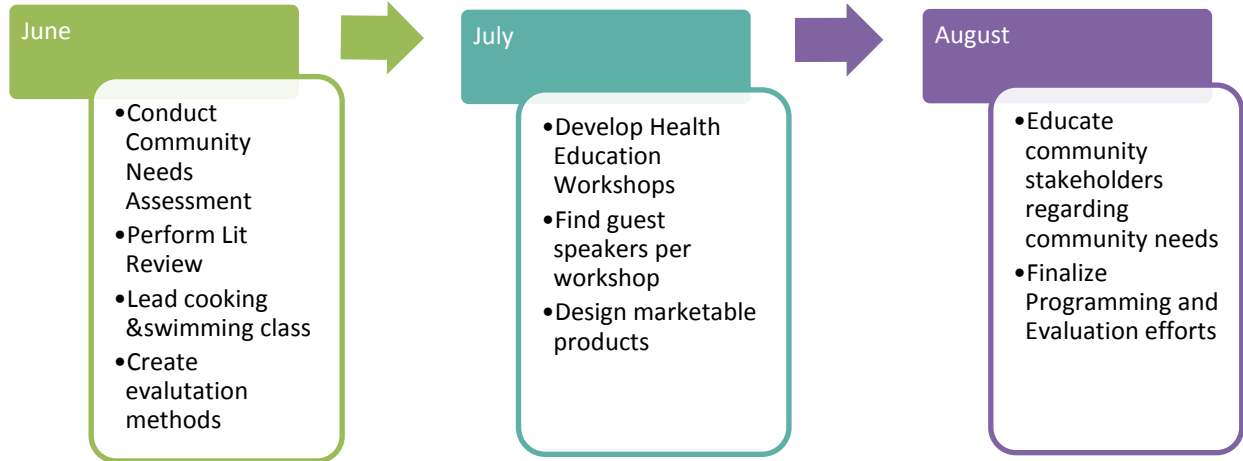 June
•Conduct
Community
Needs
Assessment
•Perform Lit
Review
•Lead cooking
&swimming class
•Create
evalutation
methods
July
•Develop Health
Education
Workshops
•Find guest
speakers per
workshop
•Design marketable
products
August
•Educate
community
stakeholders
regarding
community needs
•Finalize
Programming and
Evaluation efforts